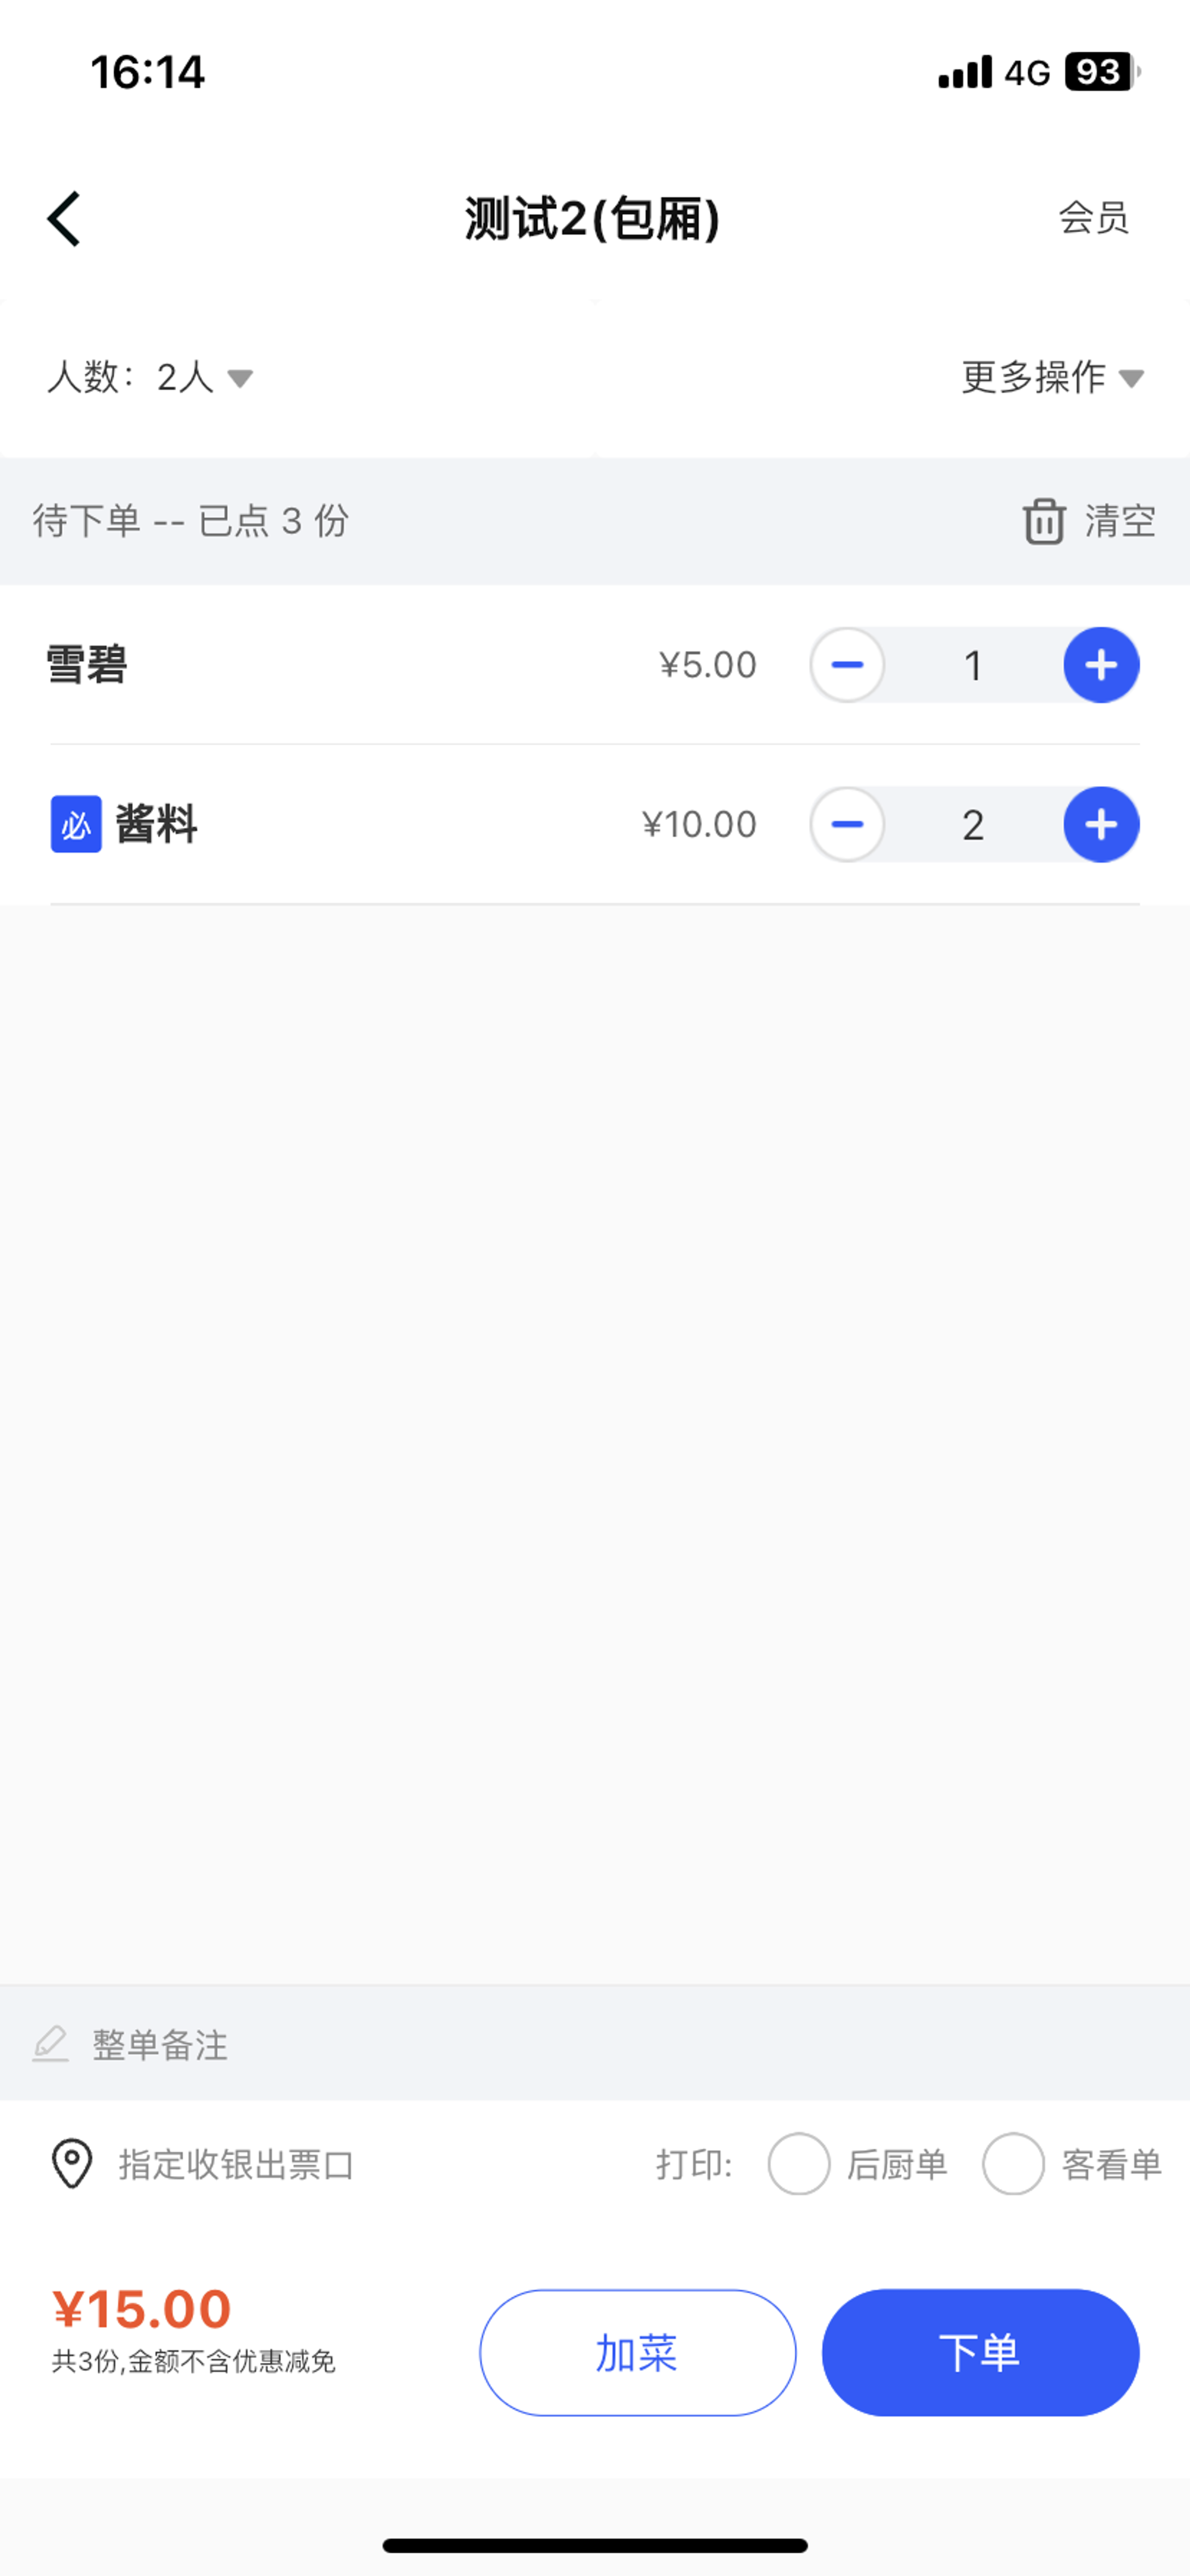 16:14 4G 93
测试2(包厢) 会员
人数：2人 更多操作
待下单 -- 已点 3 份 清空
雪碧 ¥5.00 1
必 酱料 ¥10.00 2
整单备注
指定收银出票口 打印: 后厨单 客看单
¥15.00
共3份,金额不含优惠减免
加菜 下单